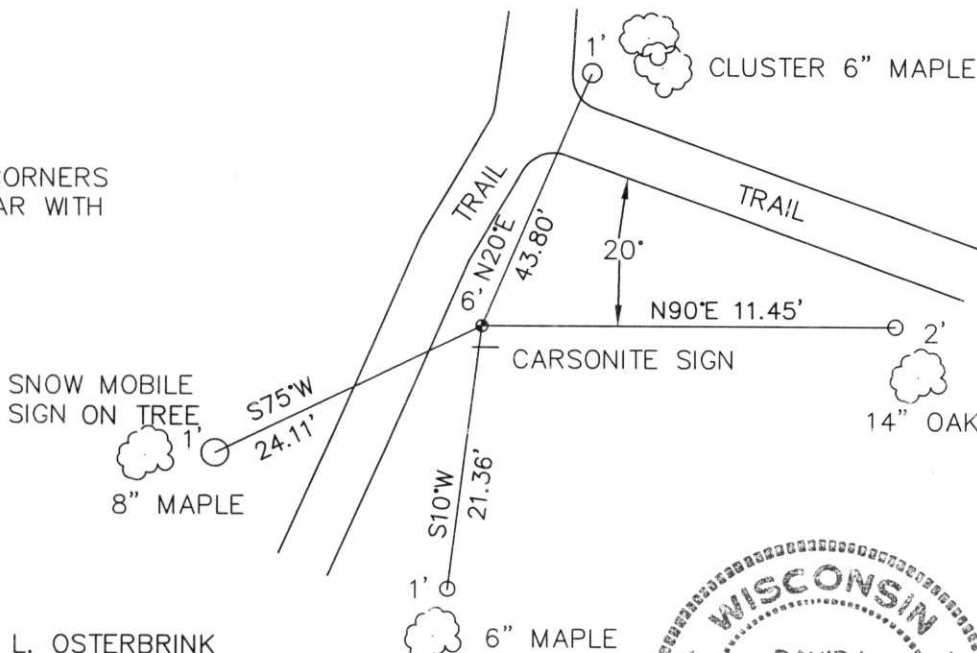 1'
CLUSTER 6" MAPLE
CORNERS
AR WITH
TRAIL
TRAIL
N20°E
43.80'
20°
6'
N90°E 11.45'
2'
CARSONITE SIGN
14" OAK
SNOW MOBILE
SIGN ON TREE
1'
S75°W
24.11'
8" MAPLE
S10°W
21.36'
1'
6" MAPLE
L. OSTERBRINK
WISCONSIN